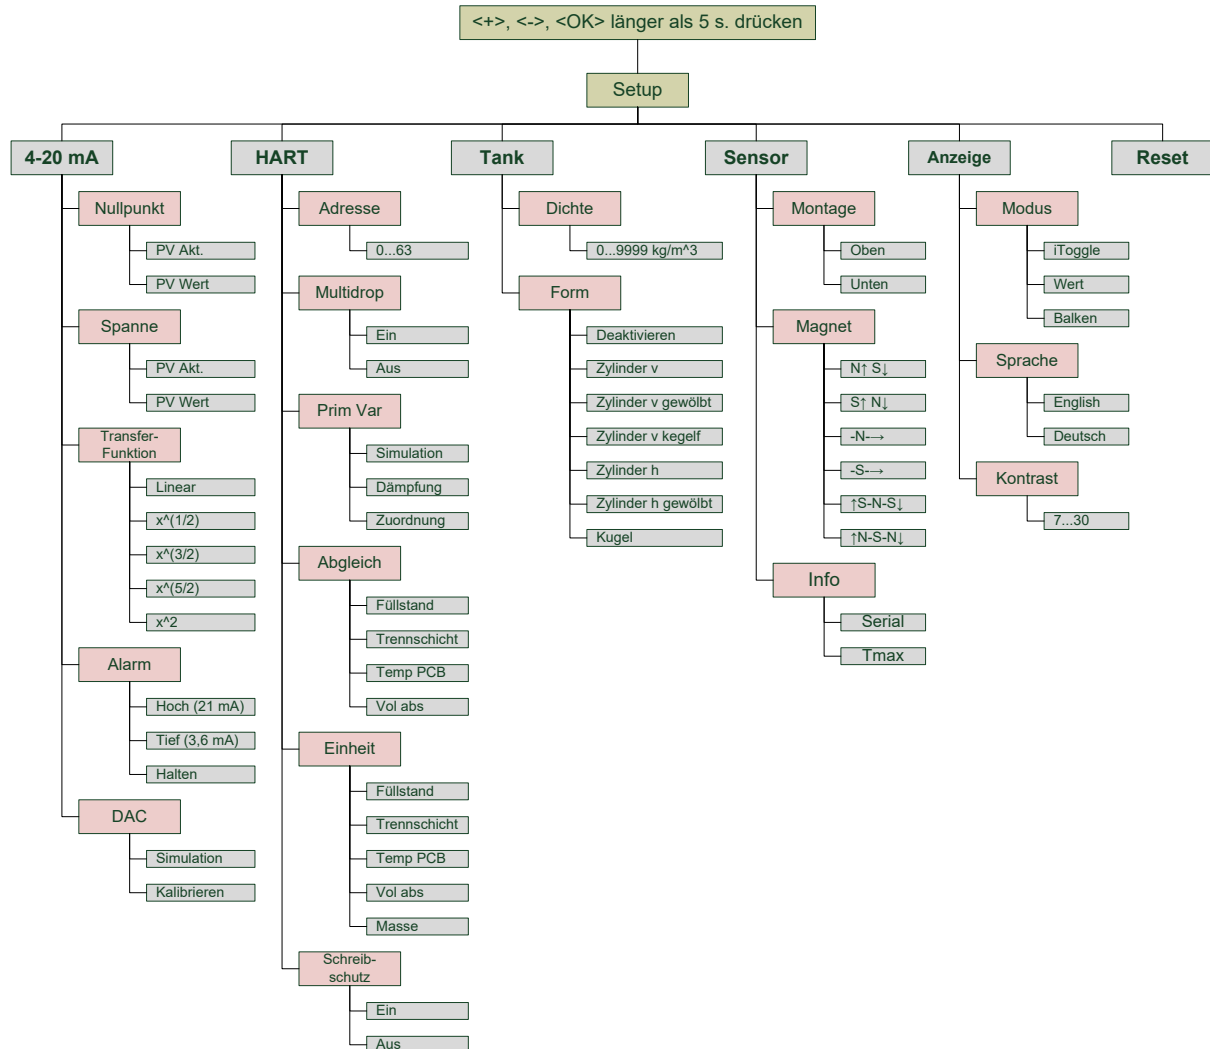 <+>, <->, <OK> länger als 5 s. drücken
Setup
4-20 mA
Nullpunkt
PV Akt.
PV Wert
Spanne
PV Akt.
PV Wert
Transfer-
Funktion
Linear
x^(1/2)
x^(3/2)
x^(5/2)
x^2
Alarm
Hoch (21 mA)
Tief (3,6 mA)
Halten
DAC
Simulation
Kalibrieren
HART
Adresse
0...63
Multidrop
Ein
Aus
Prim Var
Simulation
Dämpfung
Zuordnung
Abgleich
Füllstand
Trennschicht
Temp PCB
Vol abs
Einheit
Füllstand
Trennschicht
Temp PCB
Vol abs
Masse
Schreib-
schutz
Ein
Aus
Tank
Dichte
0...9999 kg/m^3
Form
Deaktivieren
Zylinder v
Zylinder v gewölbt
Zylinder v kegelf
Zylinder h
Zylinder h gewölbt
Kugel
Sensor
Montage
Oben
Unten
Magnet
N↑ S↓
S↑ N↓
-N-→
-S-→
↑S-N-S↓
↑N-S-N↓
Info
Serial
Tmax
Anzeige
Modus
iToggle
Wert
Balken
Sprache
English
Deutsch
Kontrast
7...30
Reset